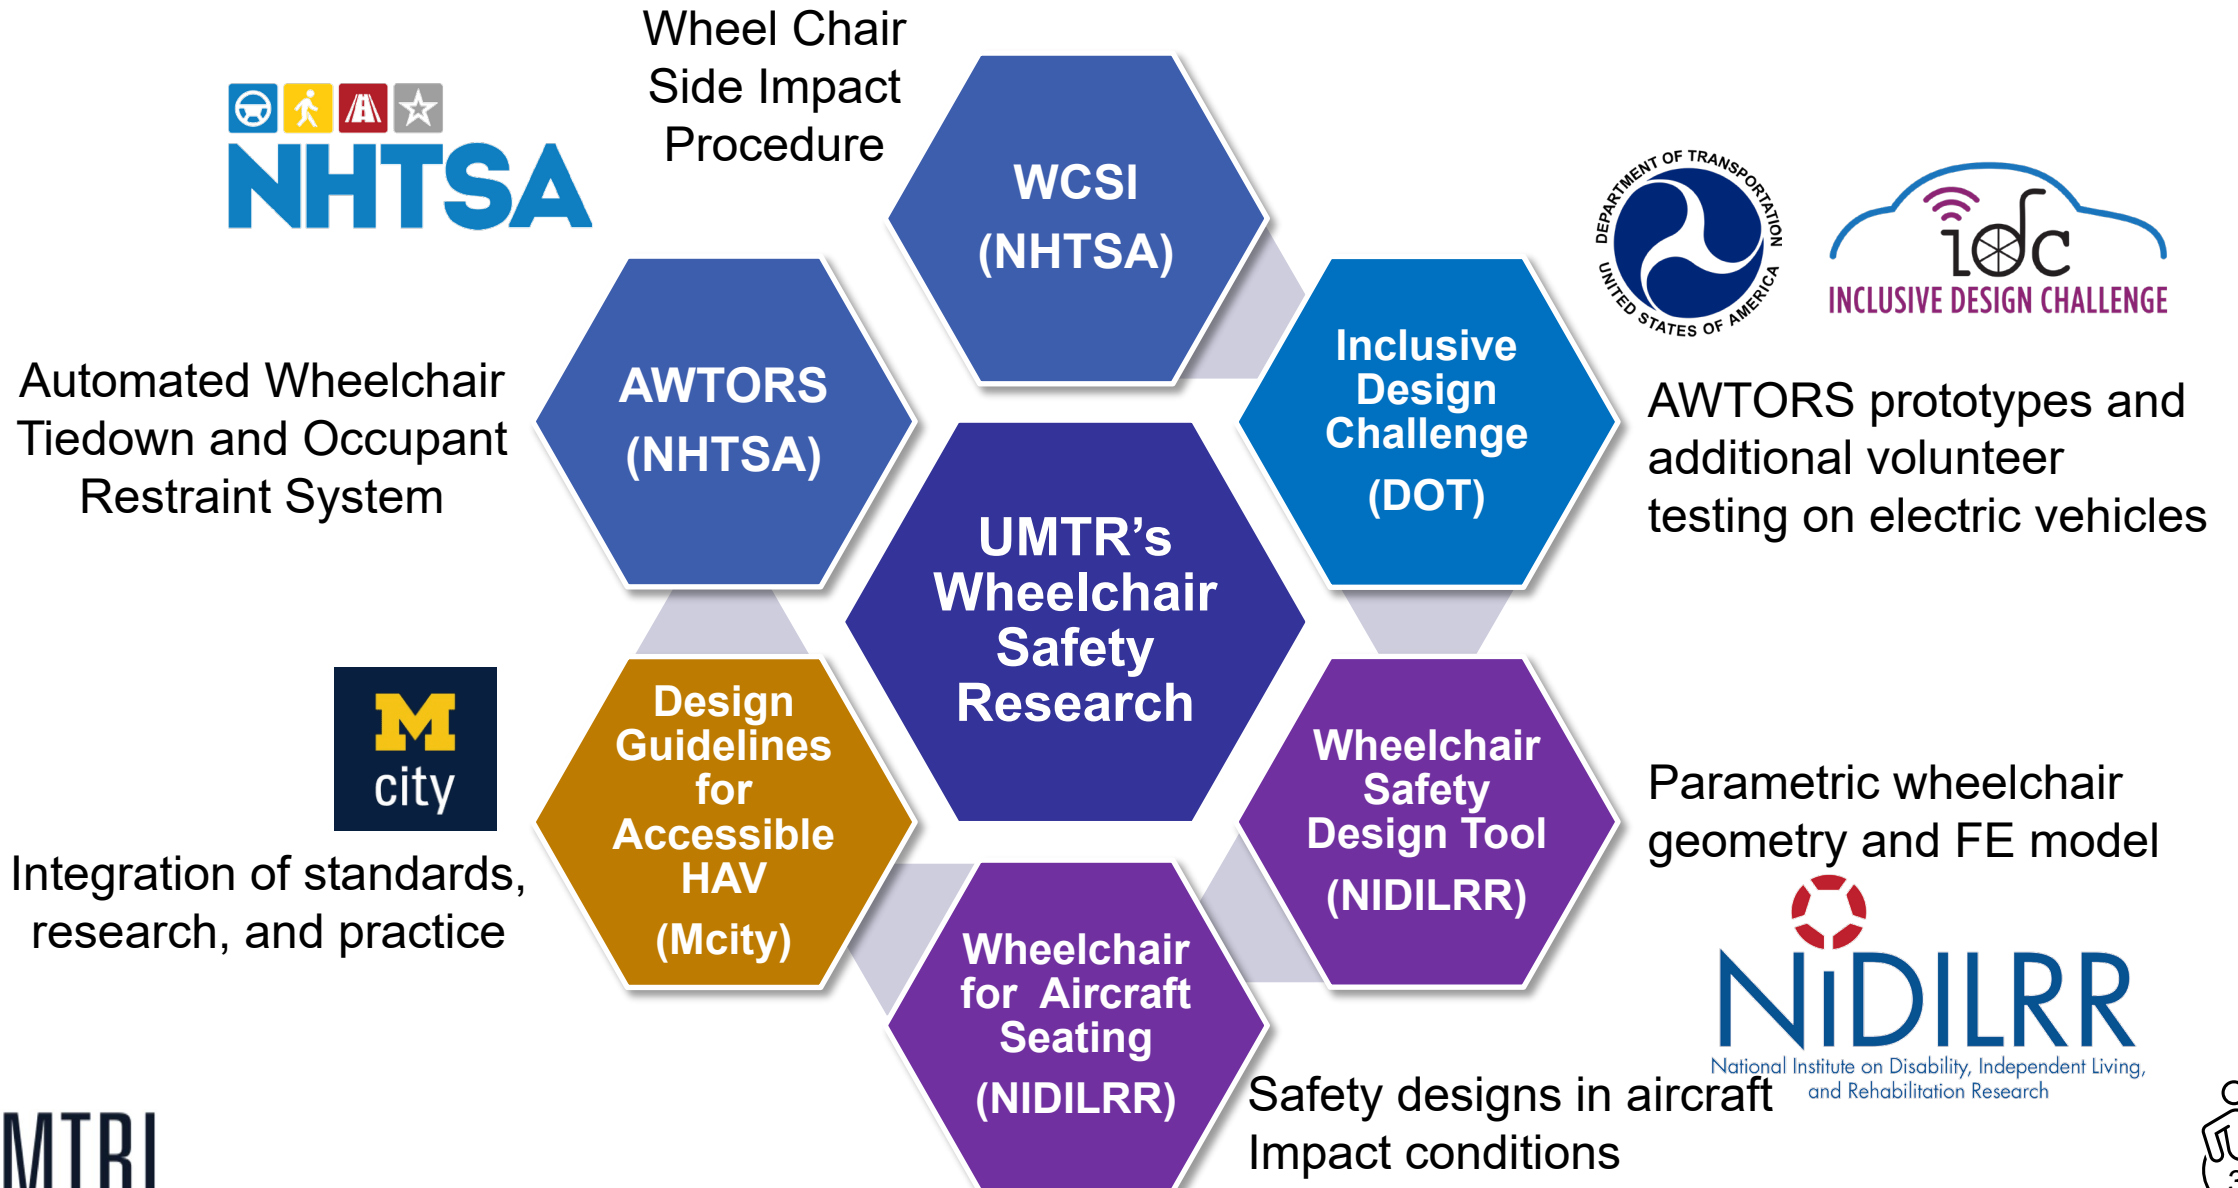 Wheel Chair
Side Impact
Procedure
NHTSA
WCSI
(NHTSA)
DEPARTMENT OF TRANSPORTATION
UNITED STATES OF AMERICA
idc
INCLUSIVE DESIGN CHALLENGE
Automated Wheelchair
Tiedown and Occupant
Restraint System
AWTORS
(NHTSA)
Inclusive
Design
Challenge
(DOT)
AWTORS prototypes and
additional volunteer
testing on electric vehicles
UMTR’s
Wheelchair
Safety
Research
M
city
Integration of standards,
research, and practice
Design
Guidelines
for
Accessible
HAV
(Mcity)
Wheelchair
Safety
Design Tool
(NIDILRR)
Parametric wheelchair
geometry and FE model
NiDILRR
National Institute on Disability, Independent Living,
and Rehabilitation Research
Wheelchair
for Aircraft
Seating
(NIDILRR)
Safety designs in aircraft
Impact conditions
MTRI